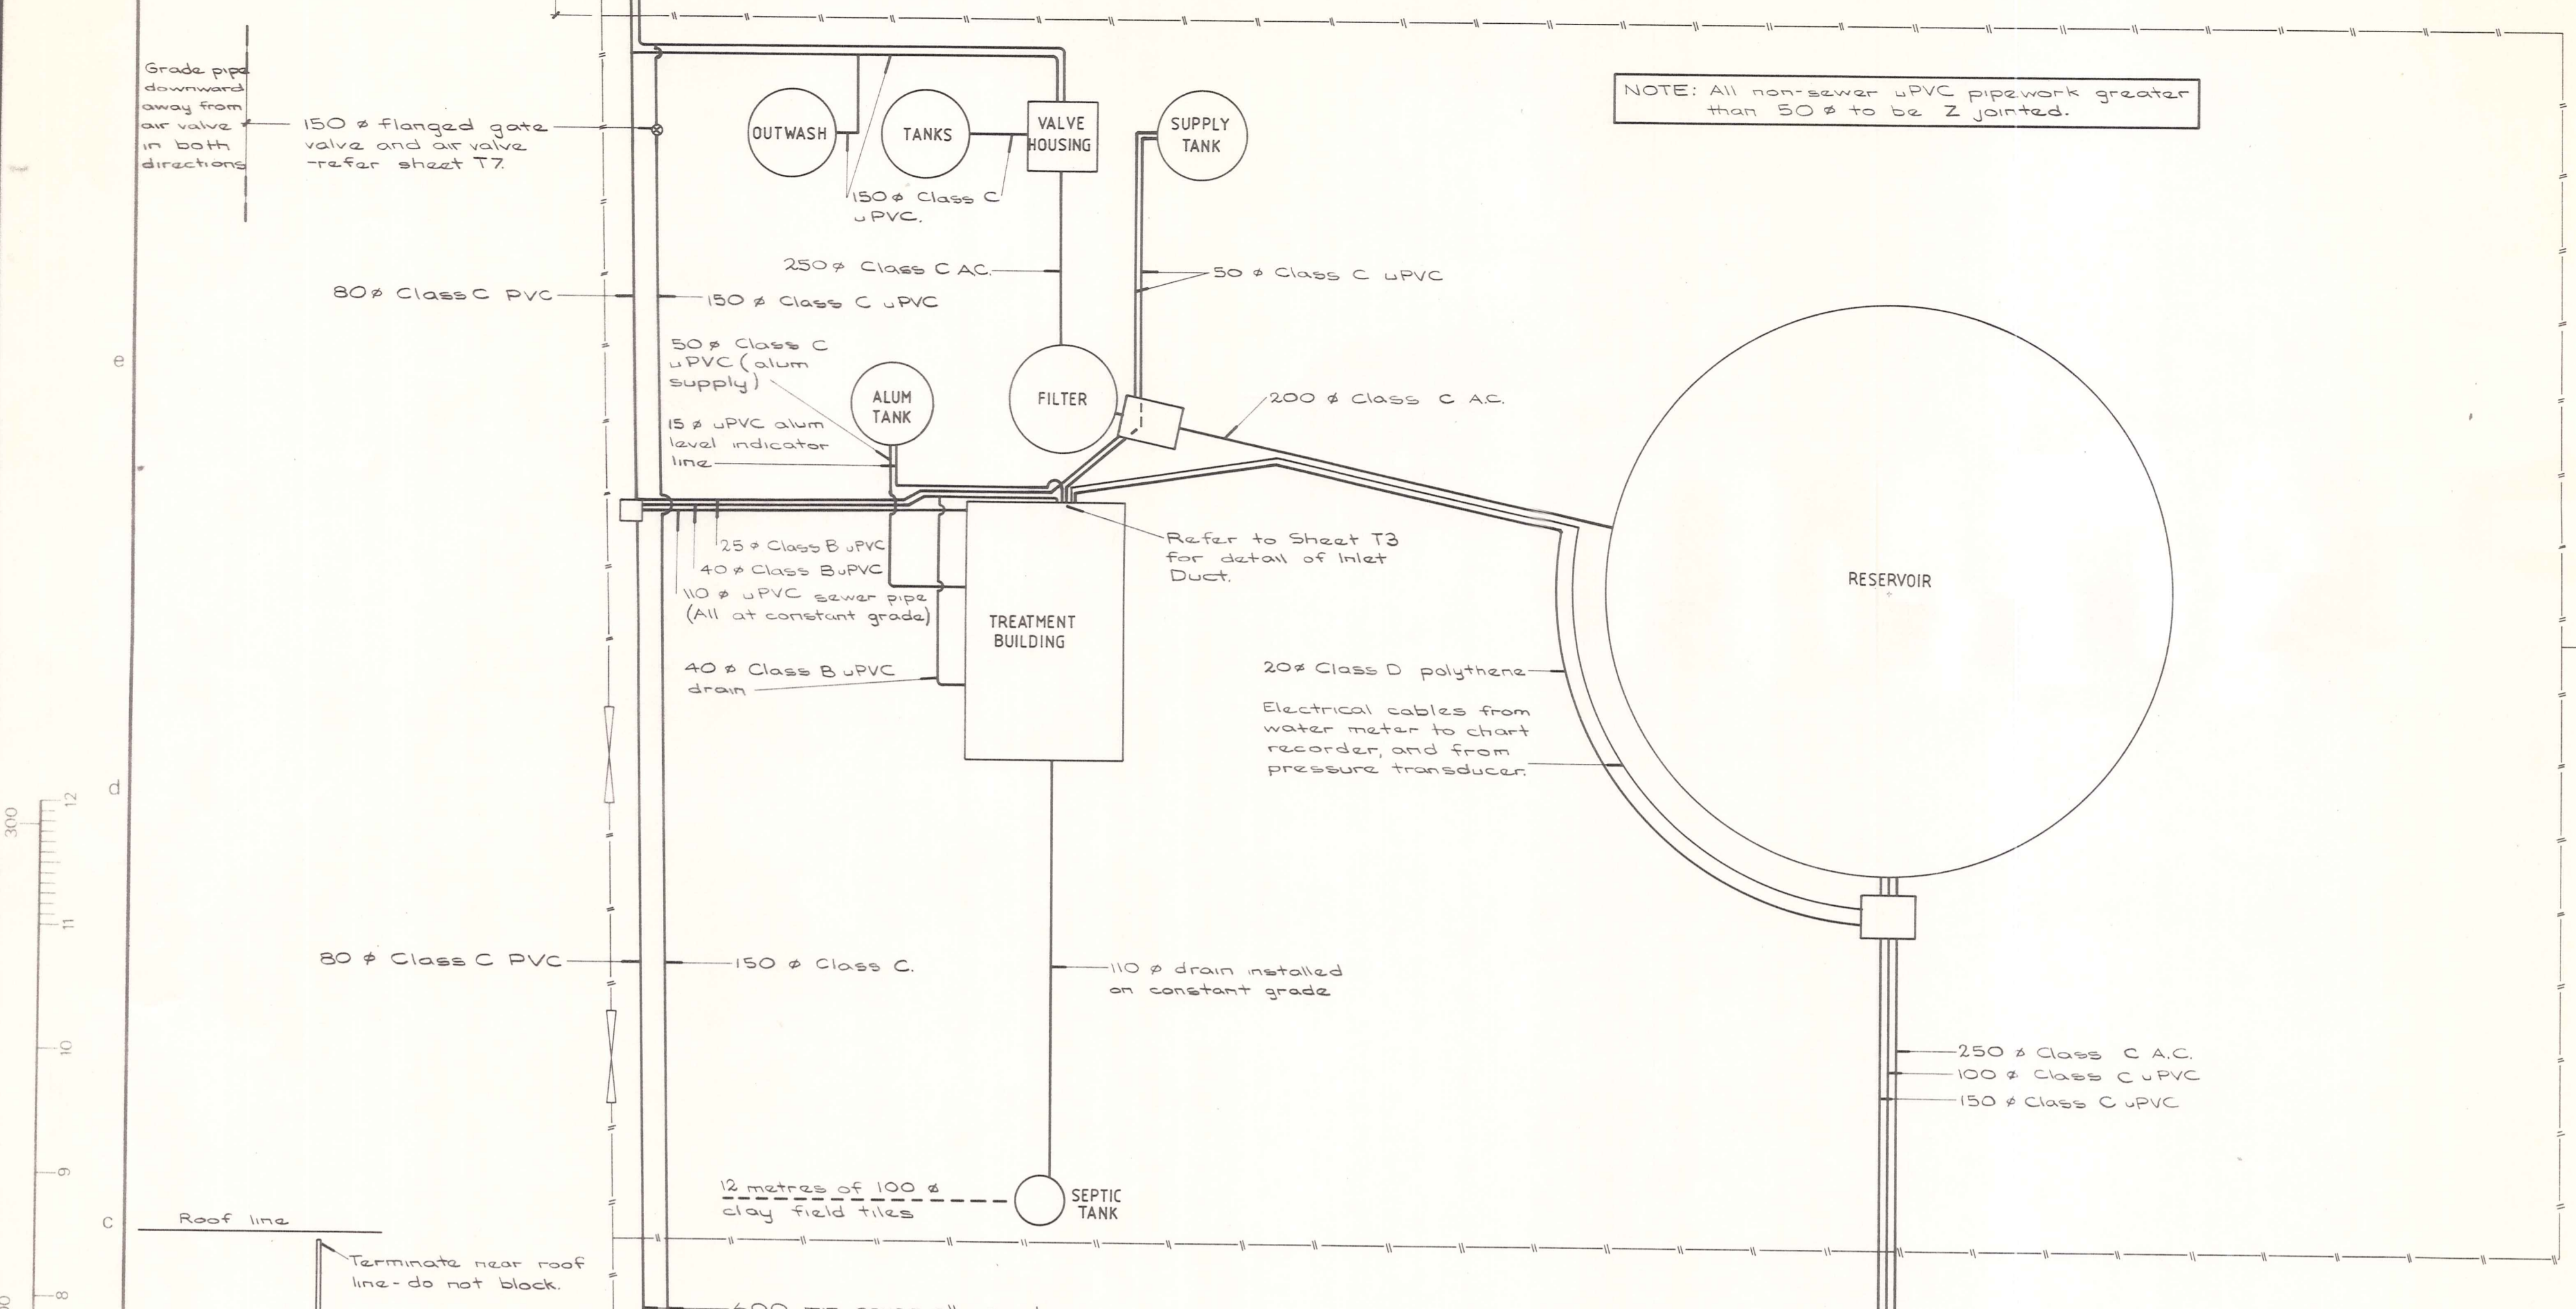 Grade pipe
downward
away from
air valve
in both
directions
150 ø flanged gate
valve and air valve
-refer sheet T7.
OUTWASH
TANKS
VALVE
HOUSING
SUPPLY
TANK
NOTE: All non-sewer uPVC pipework greater
than 50 ø to be Z jointed.
150 ø Class C
uPVC.
250 ø Class C A.C.
50 ø Class C uPVC
80 ø Class C PVC
150 ø Class C uPVC
50 ø Class C
uPVC (alum
supply)
ALUM
TANK
FILTER
200 ø Class C A.C.
15 ø uPVC alum
level indicator
line
e
25 ø Class B uPVC
40 ø Class B uPVC
110 ø uPVC sewer pipe
(All at constant grade)
Refer to Sheet T3
for detail of Inlet
Duct.
RESERVOIR
TREATMENT
BUILDING
40 ø Class B uPVC
drain
20 ø Class D polythene
Electrical cables from
water meter to chart
recorder, and from
pressure transducer.
d
300
12
11
10
9
8
80 ø Class C PVC
150 ø Class C.
110 ø drain installed
on constant grade
250 ø Class C A.C.
100 ø Class C uPVC
150 ø Class C uPVC
12 metres of 100 ø
clay field tiles
SEPTIC
TANK
c
Roof line
Terminate near roof
line - do not block.